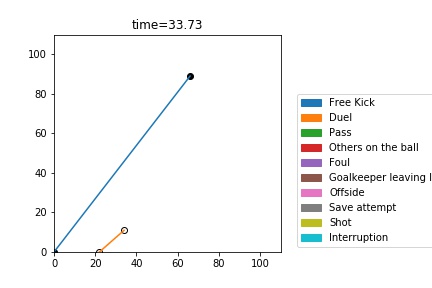 time=33.73
100
80
60
40
20
0
0 20 40 60 80 100
Free Kick
Duel
Pass
Others on the ball
Foul
Goalkeeper leaving
Offside
Save attempt
Shot
Interruption